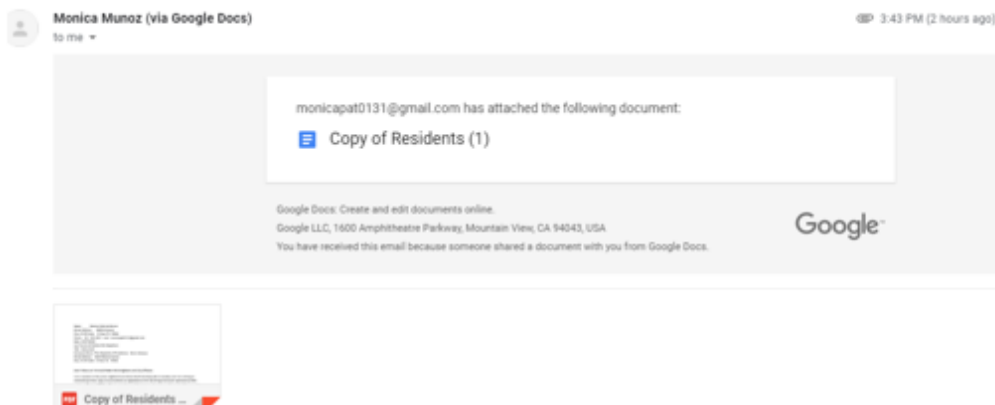 Monica Munoz (via Google Docs)
3:43 PM (2 hours ago)
to me
monicapat0131@gmail.com has attached the following document:
Copy of Residents (1)
Google Docs: Create and edit documents online.
Google LLC, 1600 Amphitheatre Parkway, Mountain View, CA 94043, USA
You have received this email because someone shared a document with you from Google Docs.
Google
PDF
Copy of Residents ...